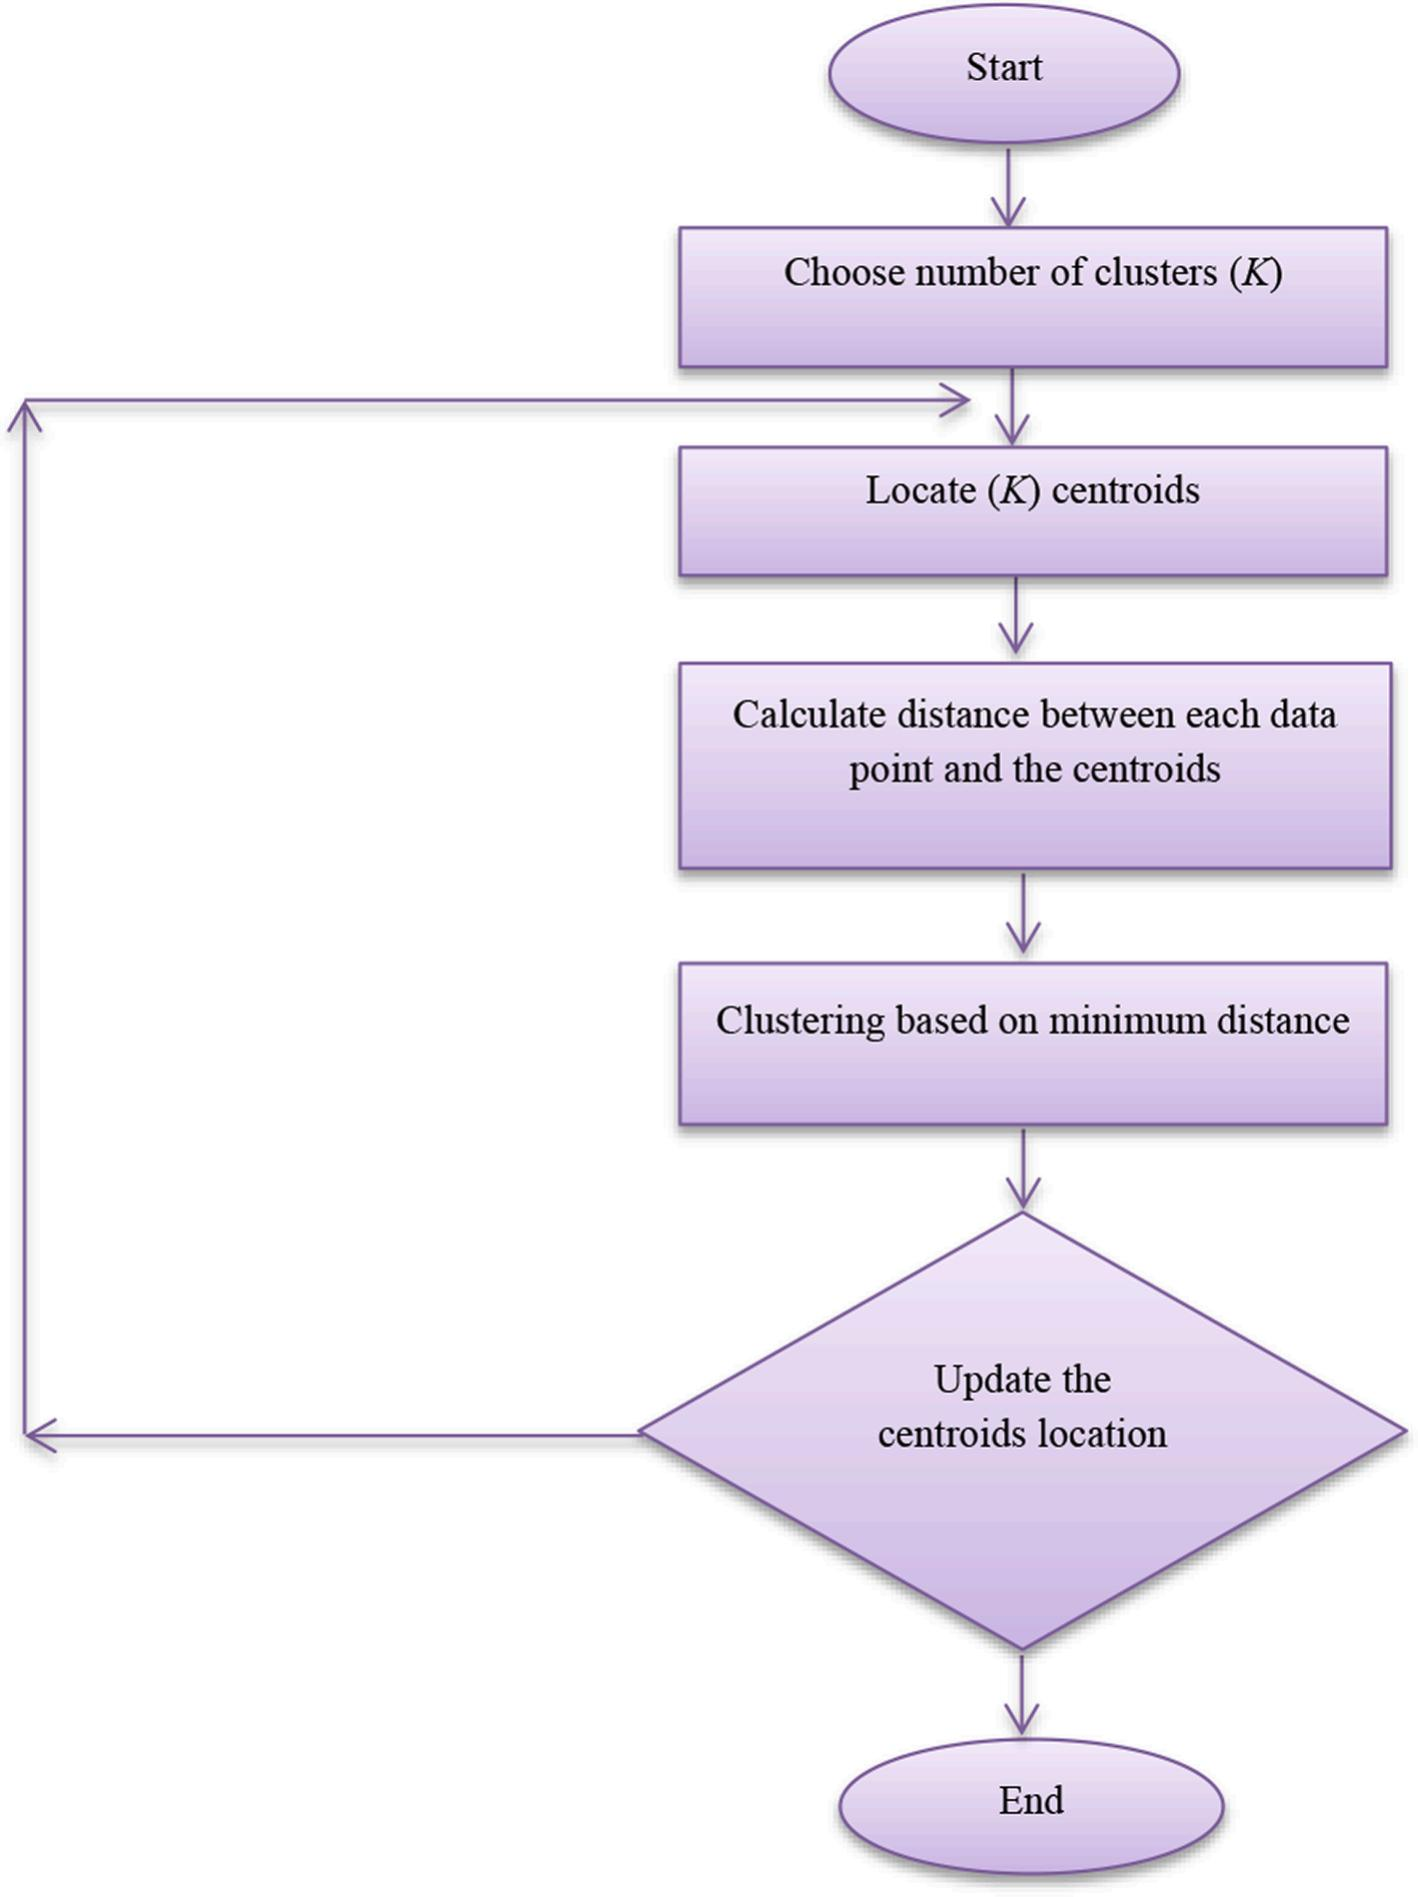 Start
Choose number of clusters (K)
Locate (K) centroids
Calculate distance between each data
point and the centroids
Clustering based on minimum distance
Update the
centroids location
End